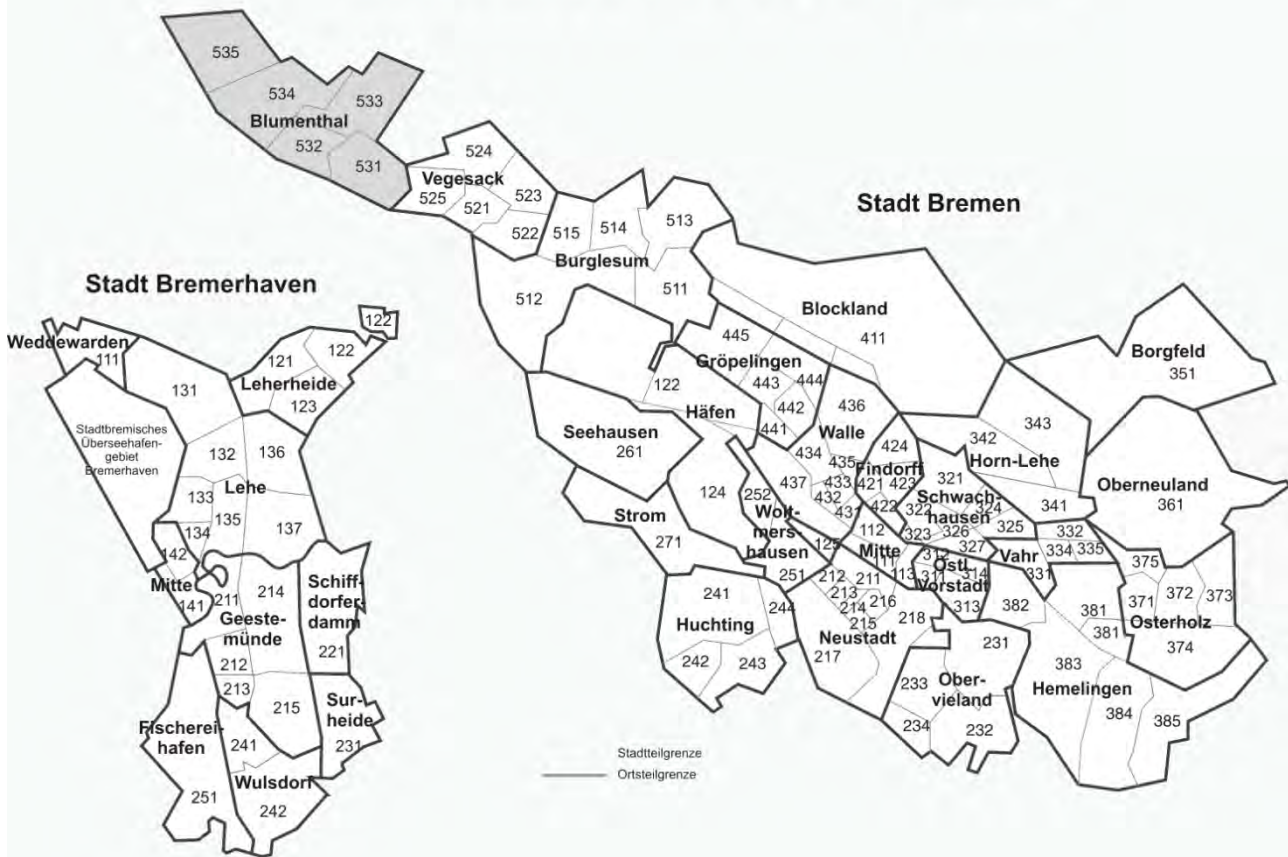 535
534
533
Blumenthal
532
531
524
Vegesack
525
521
523
522
515
514
513
Stadt Bremen
Burglesum
512
511
Blockland
411
Borgfeld
351
Stadt Bremerhaven
122
Weddewarden
111
121
122
Leherheide
123
131
Stadtbremisches
Überseehafen-
gebiet
Bremerhaven
132
136
Lehe
133
135
134
137
142
Mitte
141
211
214
Geeste-
münde
Schiff-
dorfer-
damm
221
212
213
215
Sur-
heide
231
Fischerei-
hafen
251
241
Wulsdorf
242
445
Gröpelingen
443
444
442
441
122
Häfen
Seehausen
261
436
Walle
434
435
437
433
432
431
424
Findorff
421
423
422
343
342
Horn-Lehe
341
Oberneuland
361
321
Schwach-
hausen
324
322
325
323
326
327
124
252
Wolt-
mers-
hausen
125
251
Strom
271
112
Mitte
111
113
312
Östl.
Vorstadt
311
314
313
Vahr
332
334
335
331
375
371
372
373
Osterholz
374
241
244
Huchting
242
243
212
211
213
214
216
215
218
Neustadt
217
231
233
Ober-
vieland
234
232
382
381
381
383
Hemelingen
384
385
Stadtteilgrenze
Ortsteilgrenze